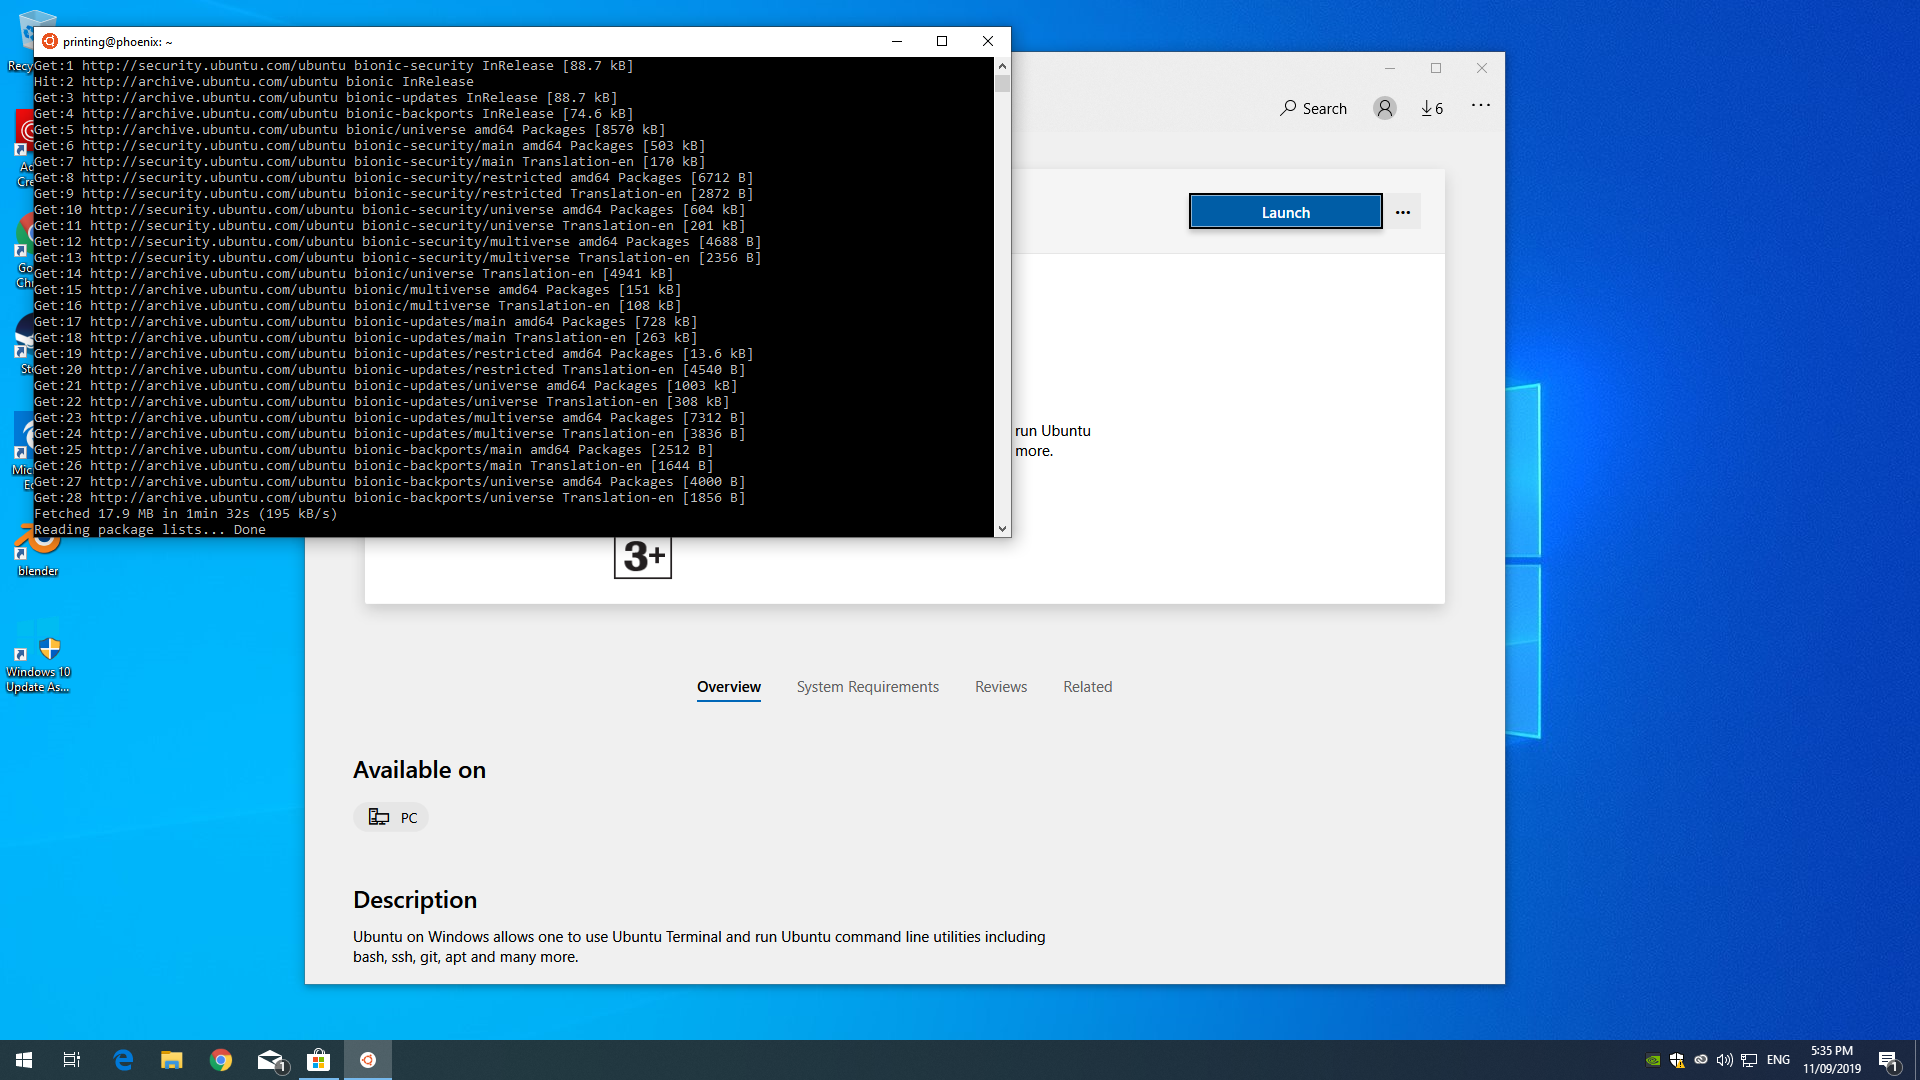 printing@phoenix: ~
Get:1 http://security.ubuntu.com/ubuntu bionic-security InRelease [88.7 kB]
Hit:2 http://archive.ubuntu.com/ubuntu bionic InRelease
Get:3 http://archive.ubuntu.com/ubuntu bionic-updates InRelease [88.7 kB]
Get:4 http://archive.ubuntu.com/ubuntu bionic-backports InRelease [74.6 kB]
Get:5 http://archive.ubuntu.com/ubuntu bionic/universe amd64 Packages [8570 kB]
Get:6 http://security.ubuntu.com/ubuntu bionic-security/main amd64 Packages [503 kB]
Get:7 http://security.ubuntu.com/ubuntu bionic-security/main Translation-en [170 kB]
Get:8 http://security.ubuntu.com/ubuntu bionic-security/restricted amd64 Packages [6712 B]
Get:9 http://security.ubuntu.com/ubuntu bionic-security/restricted Translation-en [2872 B]
Get:10 http://security.ubuntu.com/ubuntu bionic-security/universe amd64 Packages [604 kB]
Get:11 http://security.ubuntu.com/ubuntu bionic-security/universe Translation-en [201 kB]
Get:12 http://security.ubuntu.com/ubuntu bionic-security/multiverse amd64 Packages [4688 B]
Get:13 http://security.ubuntu.com/ubuntu bionic-security/multiverse Translation-en [2356 B]
Get:14 http://archive.ubuntu.com/ubuntu bionic/universe Translation-en [4941 kB]
Get:15 http://archive.ubuntu.com/ubuntu bionic/multiverse amd64 Packages [151 kB]
Get:16 http://archive.ubuntu.com/ubuntu bionic/multiverse Translation-en [108 kB]
Get:17 http://archive.ubuntu.com/ubuntu bionic-updates/main amd64 Packages [728 kB]
Get:18 http://archive.ubuntu.com/ubuntu bionic-updates/main Translation-en [263 kB]
Get:19 http://archive.ubuntu.com/ubuntu bionic-updates/restricted amd64 Packages [13.6 kB]
Get:20 http://archive.ubuntu.com/ubuntu bionic-updates/restricted Translation-en [4540 B]
Get:21 http://archive.ubuntu.com/ubuntu bionic-updates/universe amd64 Packages [1003 kB]
Get:22 http://archive.ubuntu.com/ubuntu bionic-updates/universe Translation-en [308 kB]
Get:23 http://archive.ubuntu.com/ubuntu bionic-updates/multiverse amd64 Packages [7312 B]
Get:24 http://archive.ubuntu.com/ubuntu bionic-updates/multiverse Translation-en [3836 B]
Get:25 http://archive.ubuntu.com/ubuntu bionic-backports/main amd64 Packages [2512 B]
Get:26 http://archive.ubuntu.com/ubuntu bionic-backports/main Translation-en [1644 B]
Get:27 http://archive.ubuntu.com/ubuntu bionic-backports/universe amd64 Packages [4000 B]
Get:28 http://archive.ubuntu.com/ubuntu bionic-backports/universe Translation-en [1856 B]
Fetched 17.9 MB in 1min 32s (195 kB/s)
Reading package lists... Done
blender
Windows 10
Update As...
Search
6
Launch
run Ubuntu
more.
3+
Overview
System Requirements
Reviews
Related
Available on
PC
Description
Ubuntu on Windows allows one to use Ubuntu Terminal and run Ubuntu command line utilities including
bash, ssh, git, apt and many more.
1
ENG
5:35 PM
11/09/2019
1